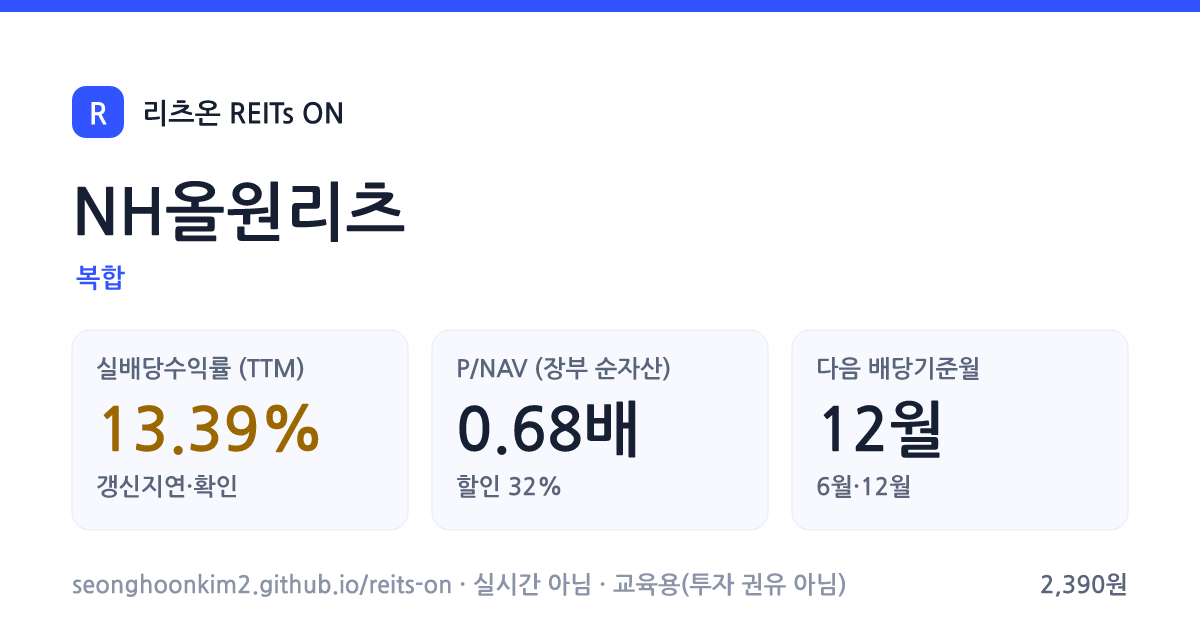 R 리츠온 REITs ON
NH올원리츠
복합
실배당수익률 (TTM)
13.39%
갱신지연·확인
P/NAV (장부 순자산)
0.68배
할인 32%
다음 배당기준월
12월
6월·12월
seonghoonkim2.github.io/reits-on · 실시간 아님 · 교육용(투자 권유 아님)
2,390원